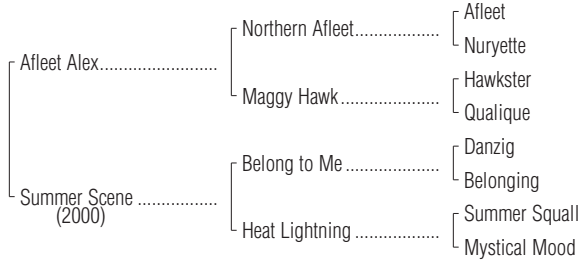 Afleet
Northern Afleet
Nuryette
Afleet Alex
Hawkster
Maggy Hawk
Qualique
Danzig
Belong to Me
Belonging
Summer Scene
(2000)
Summer Squall
Heat Lightning
Mystical Mood